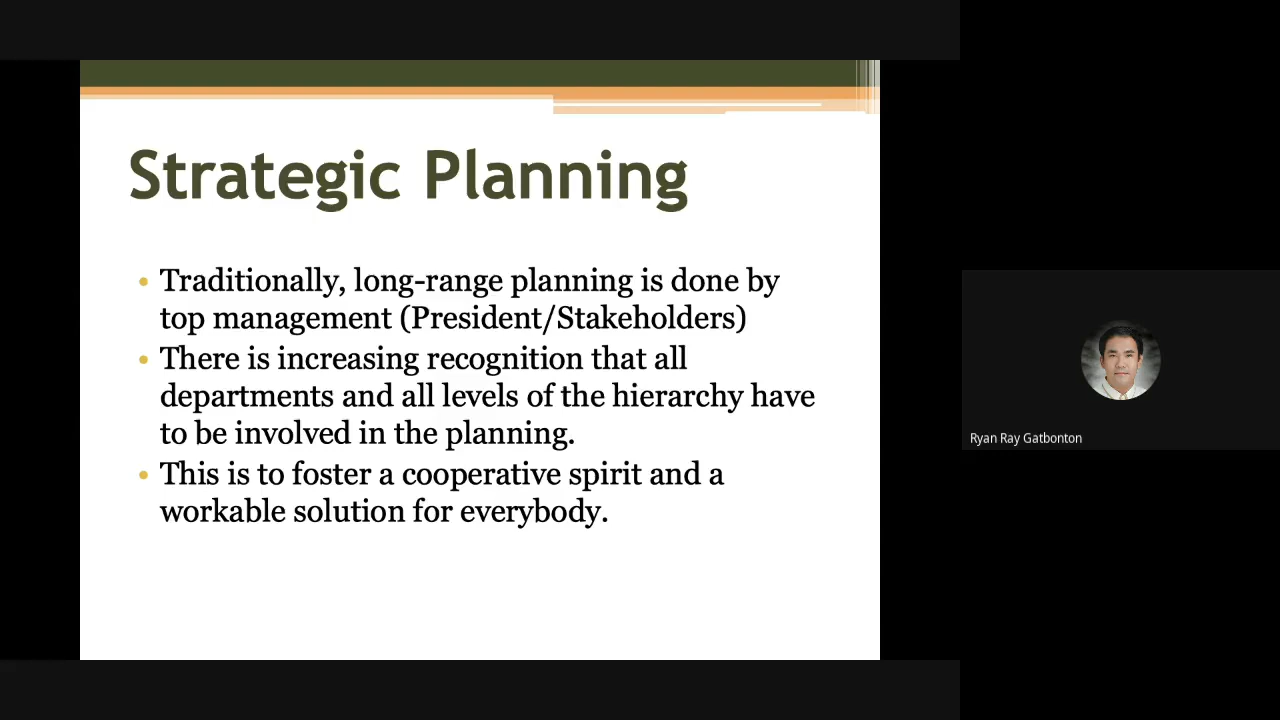 Strategic Planning
• Traditionally, long-range planning is done by
top management (President/Stakeholders)
• There is increasing recognition that all
departments and all levels of the hierarchy have
to be involved in the planning.
• This is to foster a cooperative spirit and a
workable solution for everybody.
Ryan Ray Gatbonton